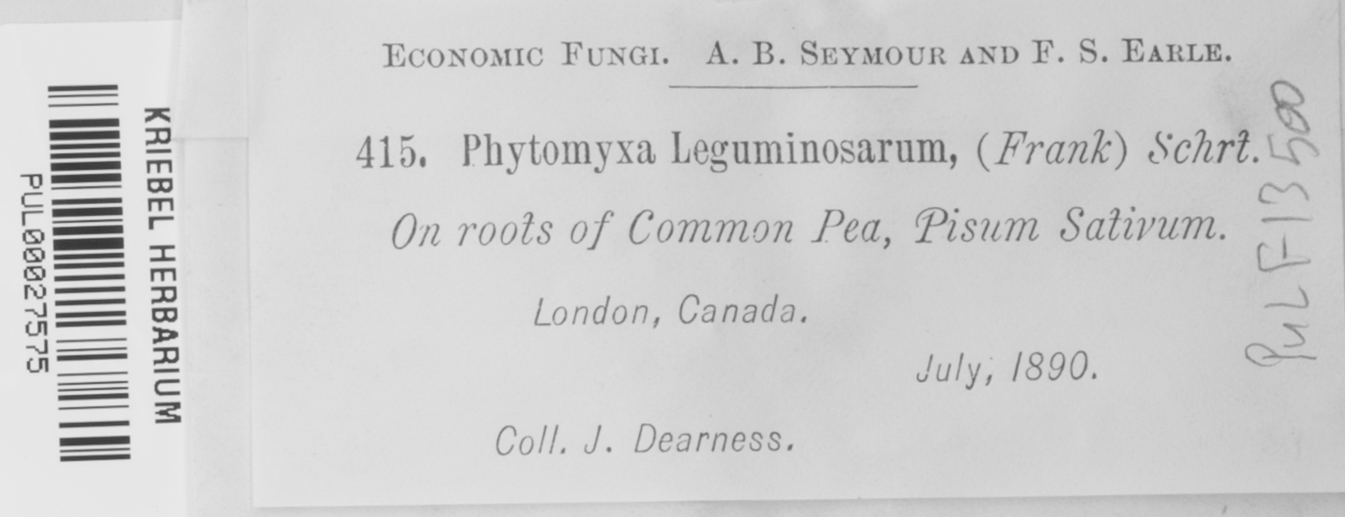 ECONOMIC FUNGI. A. B. SEYMOUR AND F. S. EARLE.
415. Phytomyxa Leguminosarum, (Frank) Schrt.
On roots of Common Pea, Pisum Sativum.
London, Canada.
July, 1890.
Coll. J. Dearness.
KRIEBEL HERBARIUM
PUL00027575
PUL F13500